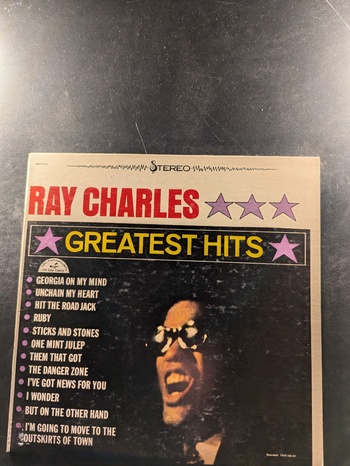 STEREO
RAY CHARLES
GREATEST HITS
GEORGIA ON MY MIND
UNCHAIN MY HEART
HIT THE ROAD JACK
RUBY
STICKS AND STONES
ONE MINT JULEP
THEM THAT GOT
THE DANGER ZONE
I'VE GOT NEWS FOR YOU
I WONDER
BUT ON THE OTHER HAND
I'M GOING TO MOVE TO THE
OUTSKIRTS OF TOWN